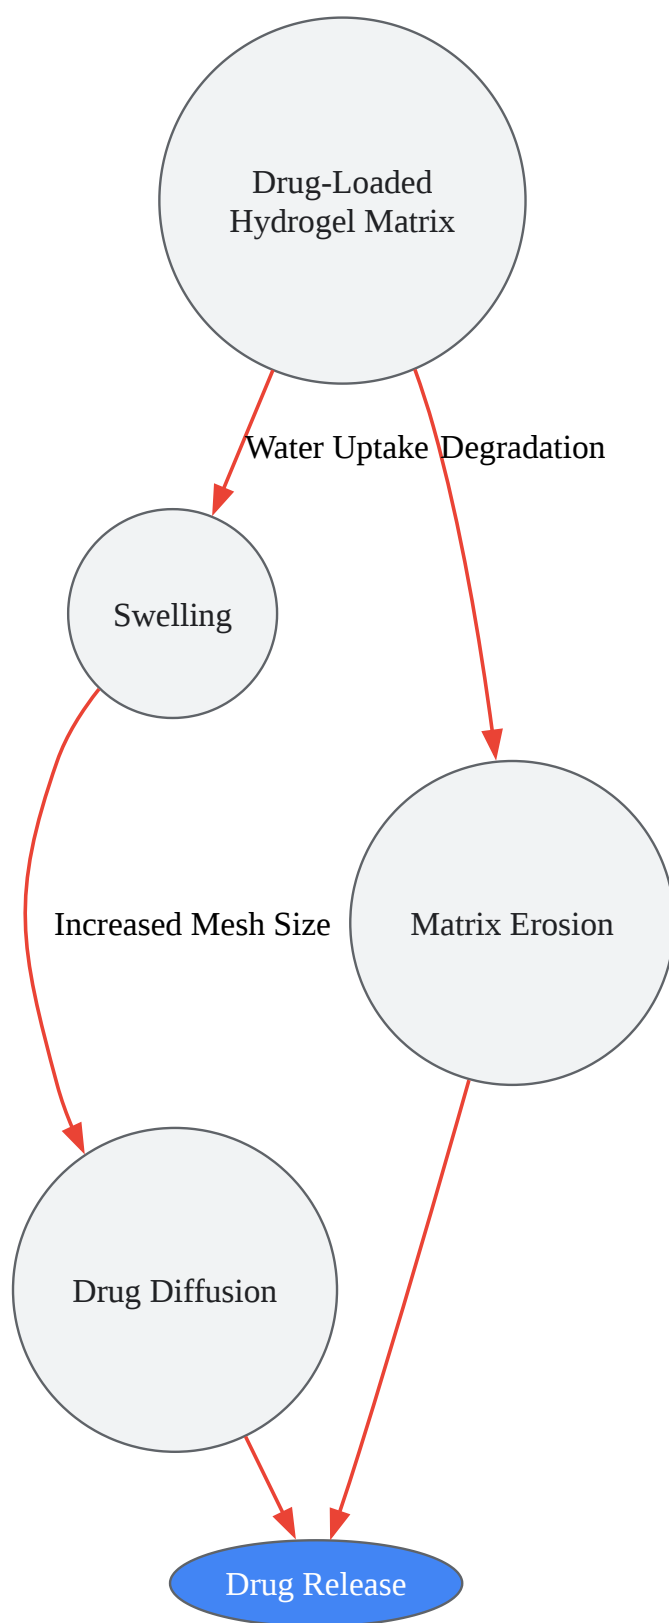 Drug-Loaded
Hydrogel Matrix
Water Uptake
Degradation
Swelling
Increased Mesh Size
Matrix Erosion
Drug Diffusion
Drug Release